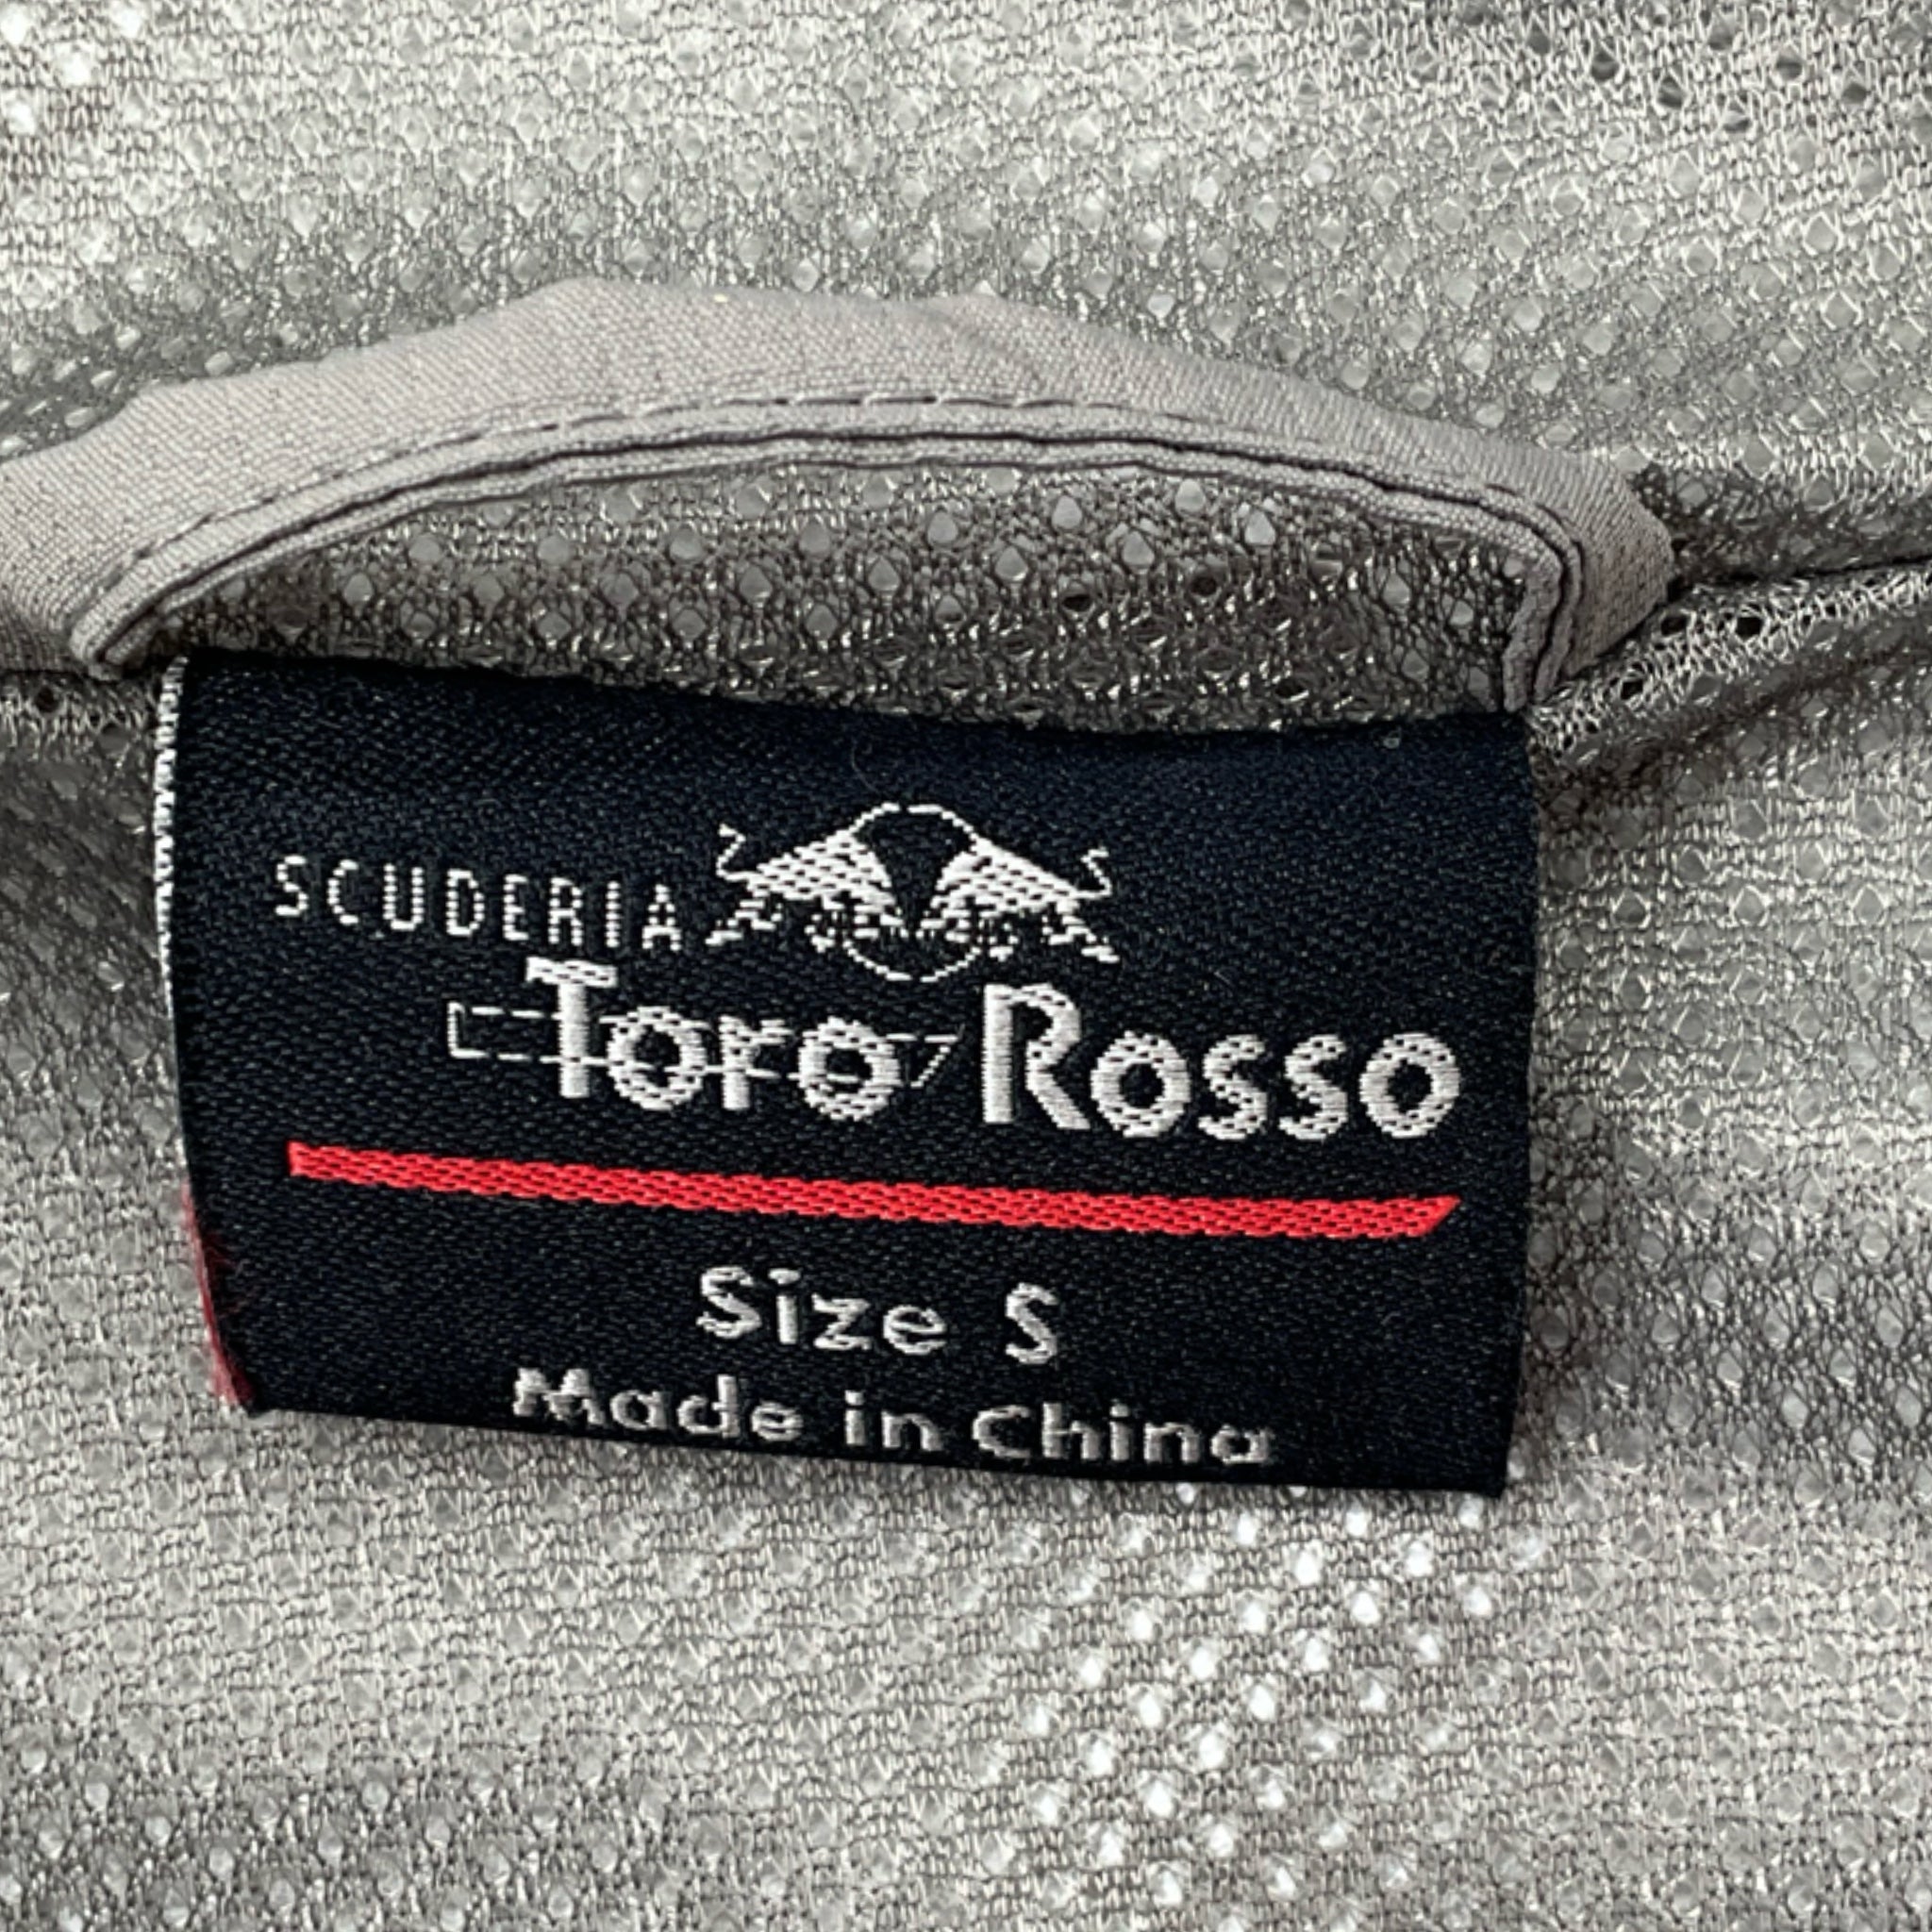 SCUDERIA
Toro Rosso
Size S
Made in China